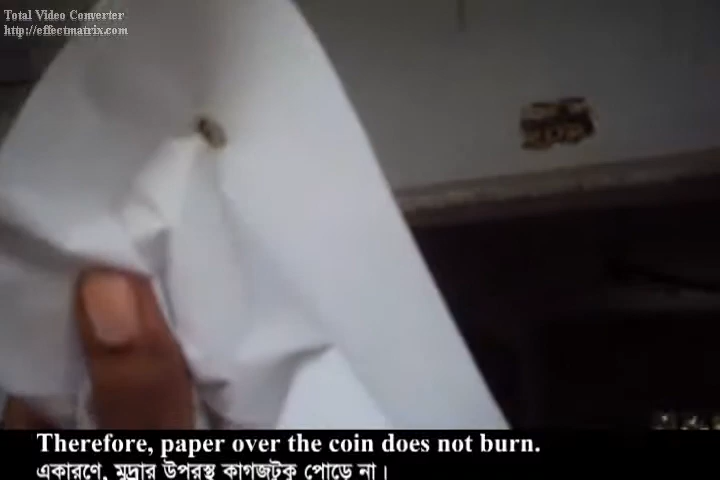 Total Video Converter
http://effectmatrix.com
Therefore, paper over the coin does not burn.
একারণে, মুদ্রার উপরস্থ কাগজটুকু পোড়ে না।